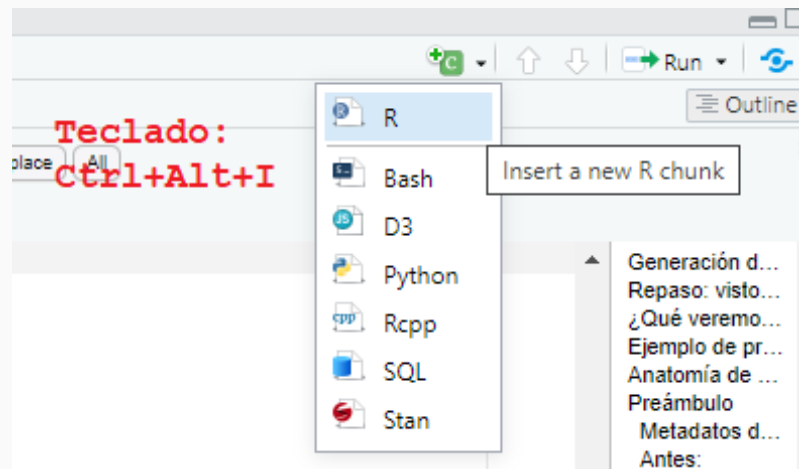 Run
Outline
Teclado:
Ctrl+Alt+I
place
All
R
Insert a new R chunk
Bash
D3
Python
Rcpp
SQL
Stan
Generación d...
Repaso: visto...
¿Qué veremo...
Ejemplo de pr...
Anatomía de ...
Preámbulo
Metadatos d...
Antes: